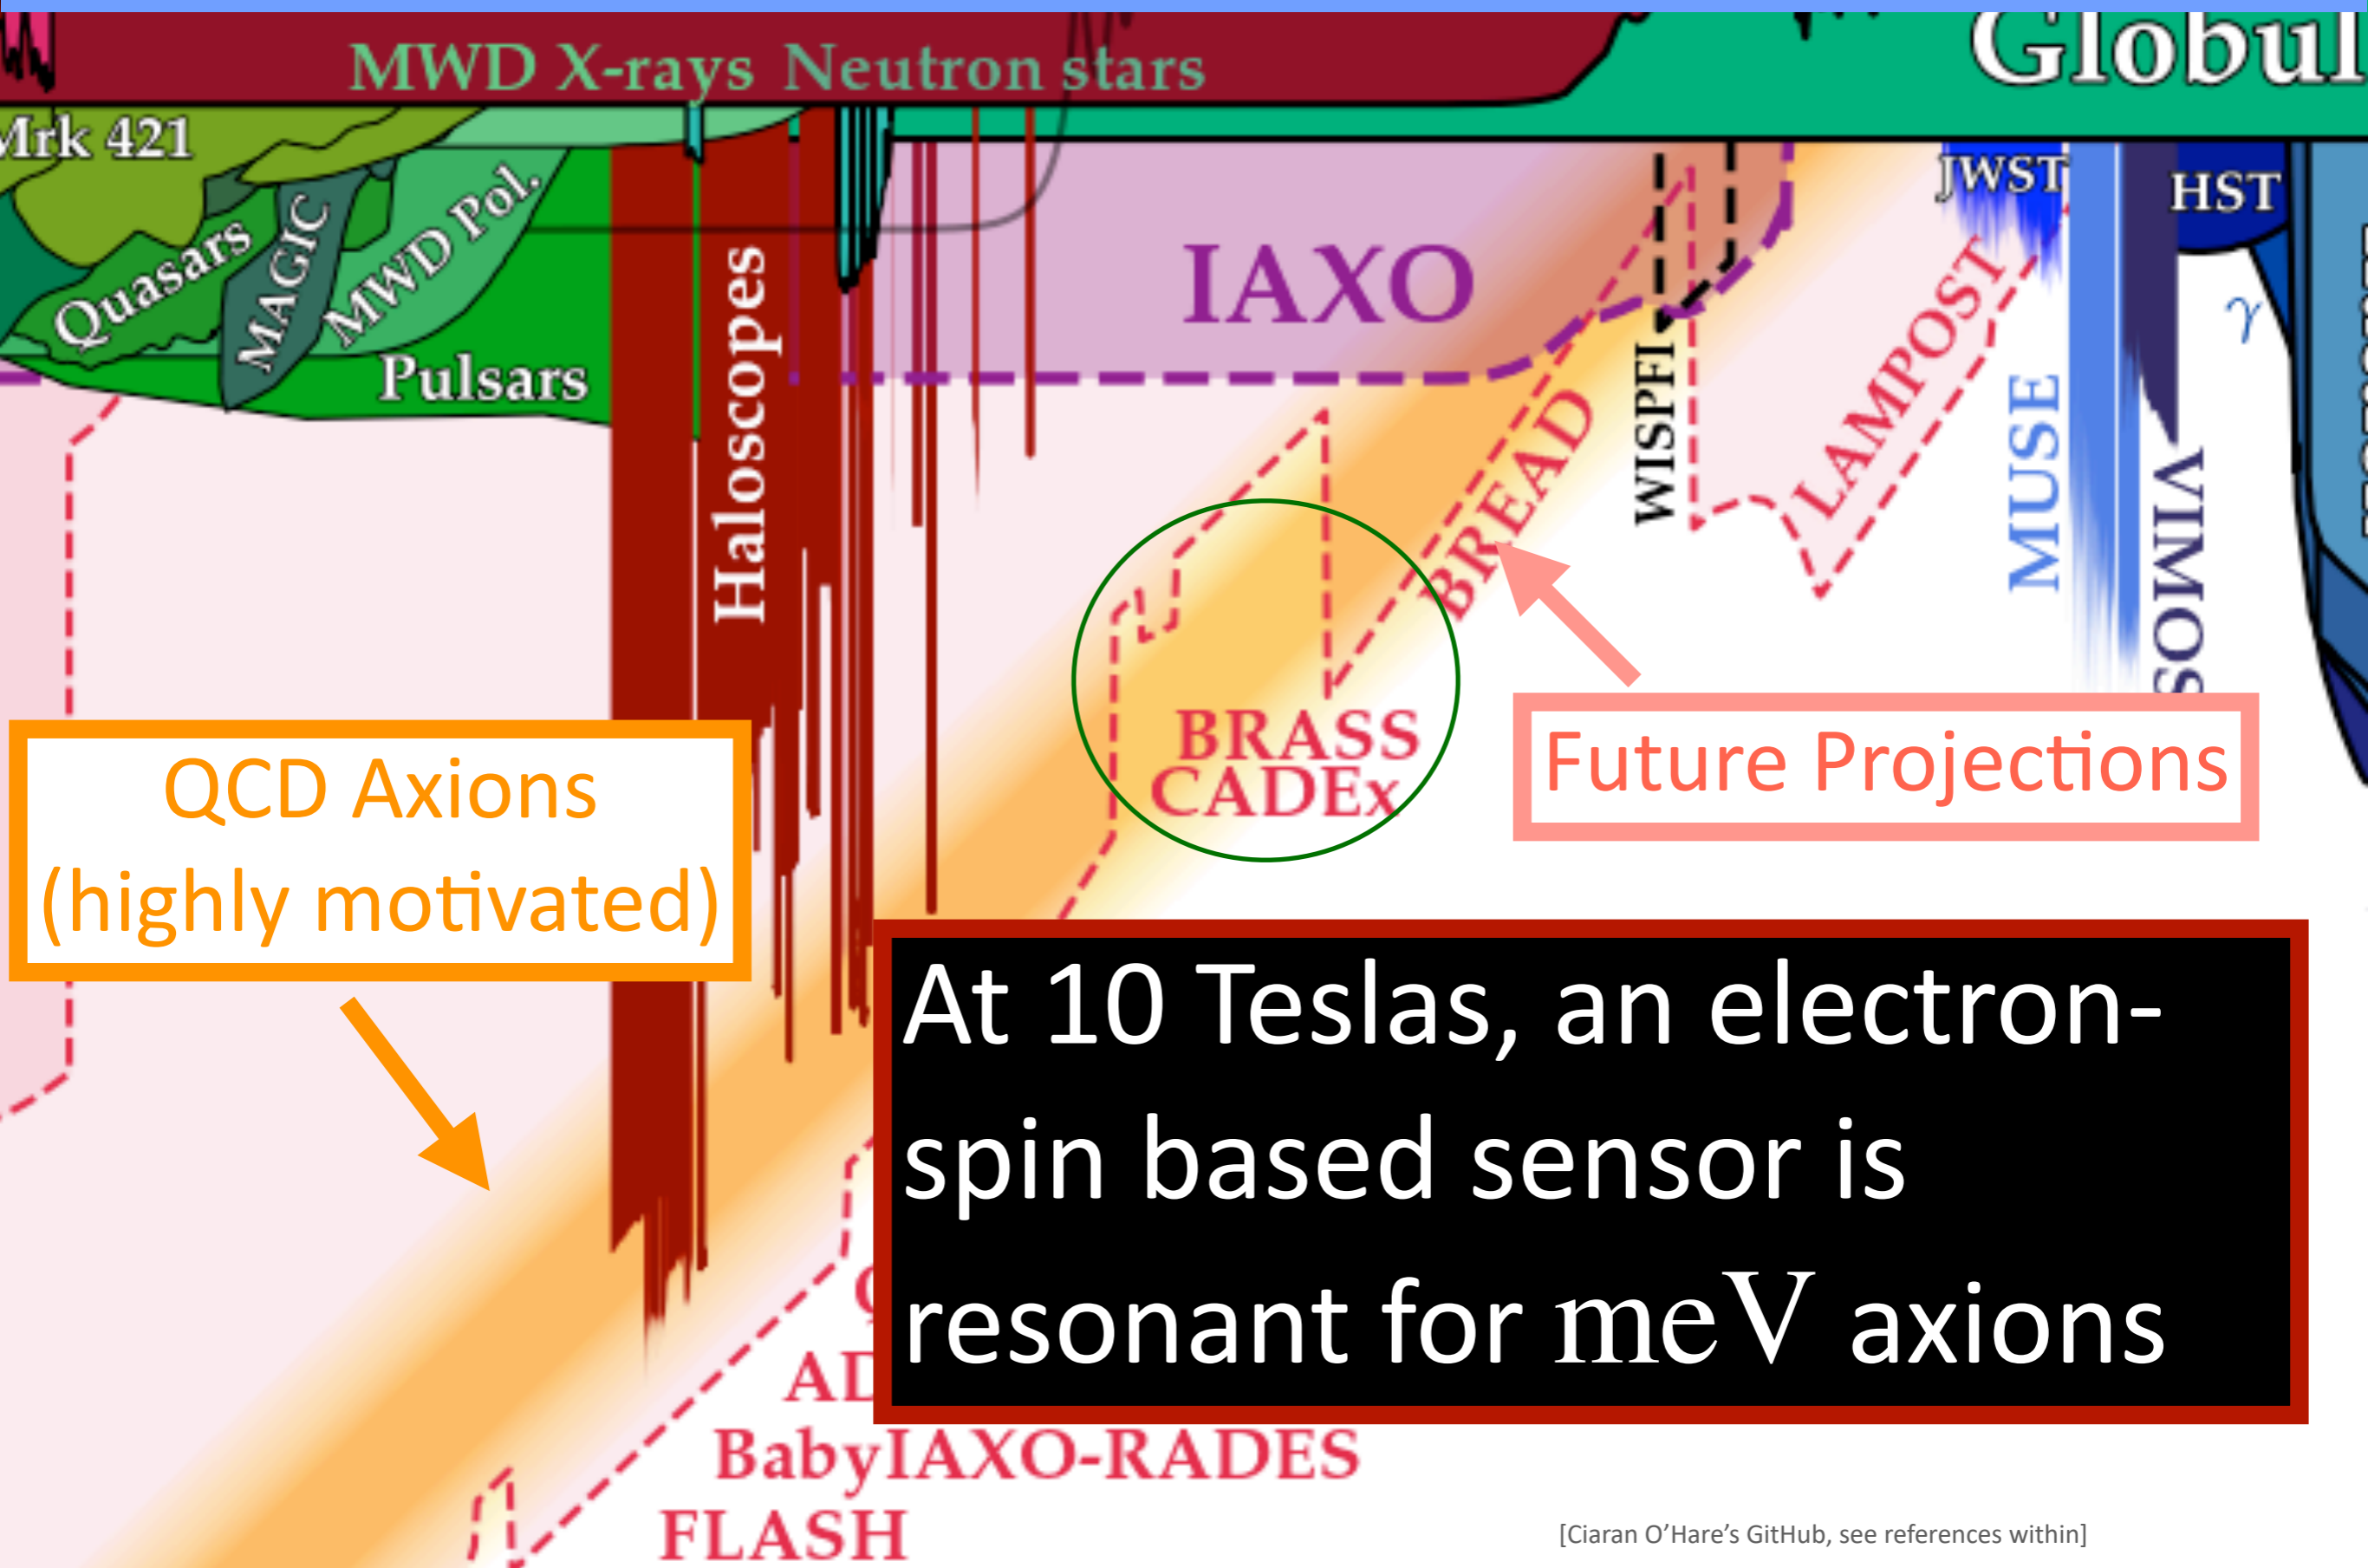 MWD X-rays Neutron stars
Globul
Mrk 421
JWST
HST
Quasars
MAGIC
MWD Pol.
Pulsars
Haloscopes
IAXO
γ
BREAD
WISPFI
LAMPOST
MUSE
VIMOS
BRASS
CADEx
Future Projections
QCD Axions
(highly motivated)
At 10 Teslas, an electron-
spin based sensor is
resonant for meV axions
AD
BabyIAXO-RADES
FLASH
[Ciaran O'Hare's GitHub, see references within]